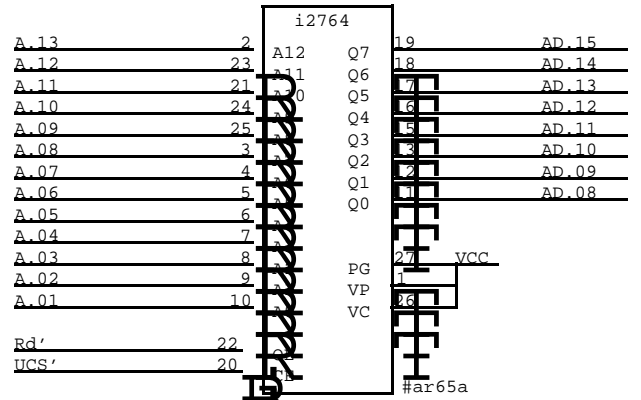 i2764
A.13 2 A12 Q7 19 AD.15
A.12 23 A11 Q6 18 AD.14
A.11 21 A10 Q5 17 AD.13
A.10 24 Q4 16 AD.12
A.09 25 Q3 15 AD.11
A.08 3 Q2 13 AD.10
A.07 4 Q1 12 AD.09
A.06 5 Q0 11 AD.08
A.05 6
A.04 7
A.03 8 PG 27 VCC
A.02 9 VP 1
A.01 10 VC 26
Rd' 22
UCS' 20 CE
#ar65a